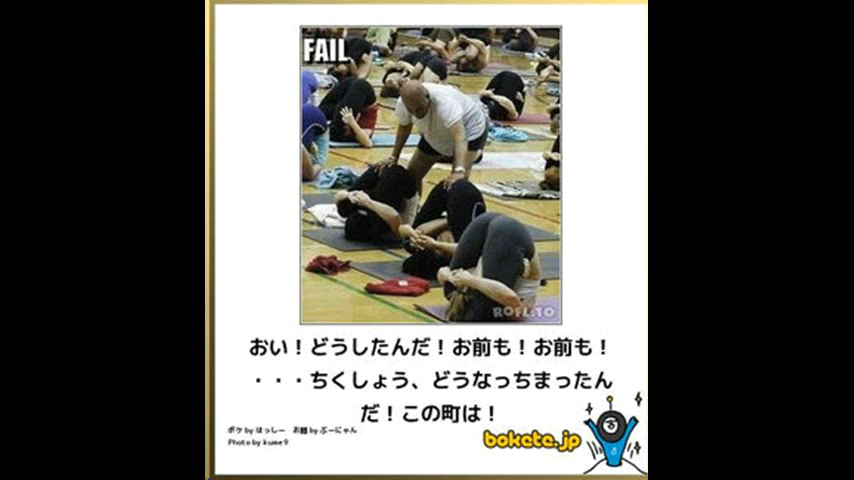 FAIL
ROFL.TO
おい！どうしたんだ！お前も！お前も！
・・・ちくしょう、どうなっちまったん
だ！この町は！
ボケ by はっしー　お題 by ぶーにゃん
Photo by kume9
bokete.jp